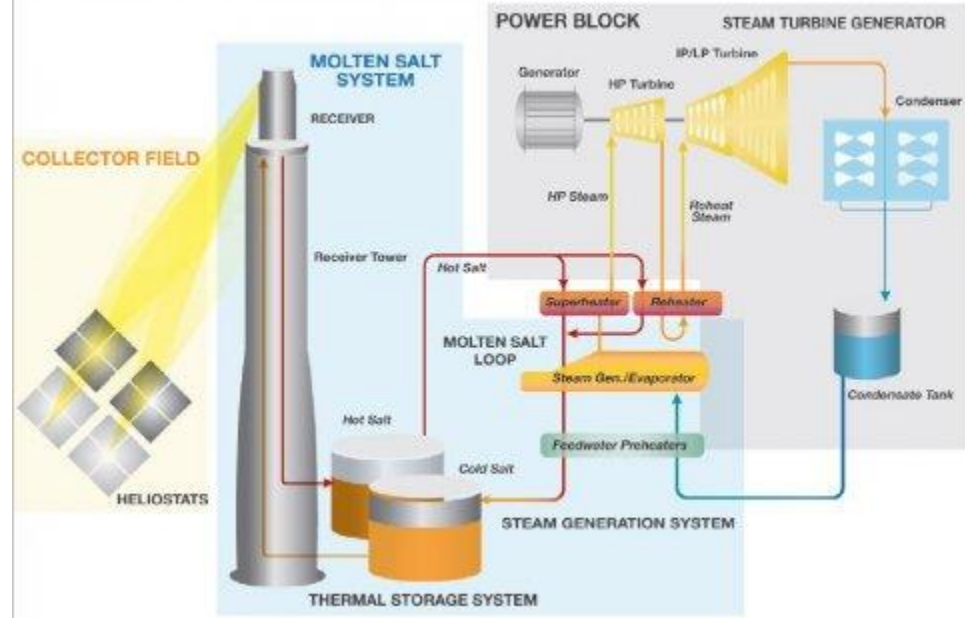 POWER BLOCK
STEAM TURBINE GENERATOR
IP/LP Turbine
Generator
HP Turbine
Condenser
MOLTEN SALT
SYSTEM
RECEIVER
COLLECTOR FIELD
HP Steam
Reheat
Steam
Receiver Tower
Hot Salt
Superheater
Reheater
MOLTEN SALT
LOOP
Steam Gen./Evaporator
Condensate Tank
Hot Salt
Feedwater Preheaters
Cold Salt
HELIOSTATS
STEAM GENERATION SYSTEM
THERMAL STORAGE SYSTEM